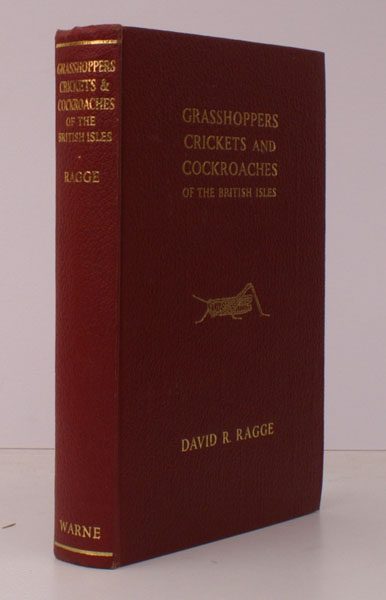 GRASSHOPPERS
CRICKETS &
COCKROACHES
OF THE
BRITISH ISLES
RAGGE
WARNE
GRASSHOPPERS
CRICKETS AND
COCKROACHES
OF THE BRITISH ISLES
DAVID R. RAGGE